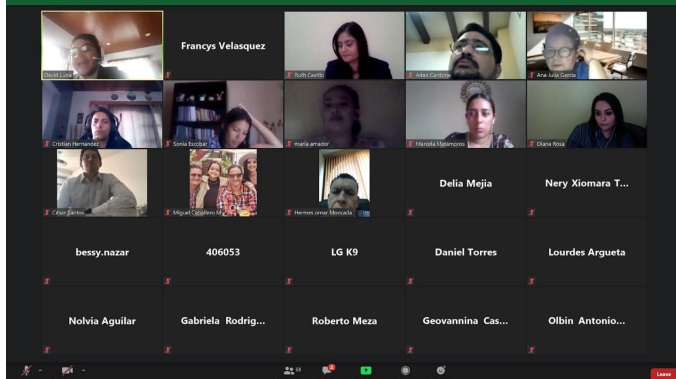 David Luna
Francys Velasquez
Ruth Castillo
Adan Cardona
Ana Julia Garcia
Cristian Hernandez
Sonia Escobar
maria amador
Marcela Matamoros
Diana Rosa
César Santos
Miguel Caballero M
Hermes omar Moncada
Delia Mejia
Nery Xiomara T...
bessy.nazar
406053
LG K9
Daniel Torres
Lourdes Argueta
Nolvia Aguilar
Gabriela Rodrig...
Roberto Meza
Geovannina Cas...
Olbin Antonio...
Leave